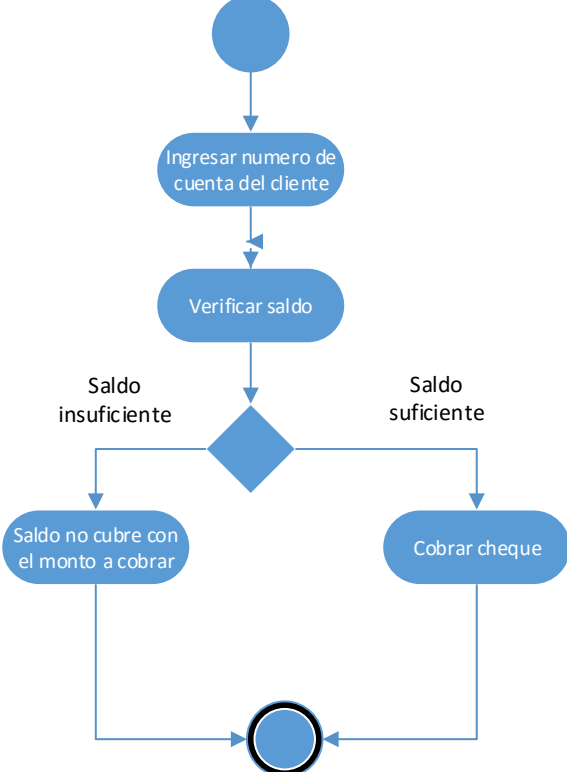 Ingresar numero de
cuenta del cliente
Verificar saldo
Saldo
insuficiente
Saldo
suficiente
Saldo no cubre con
el monto a cobrar
Cobrar cheque